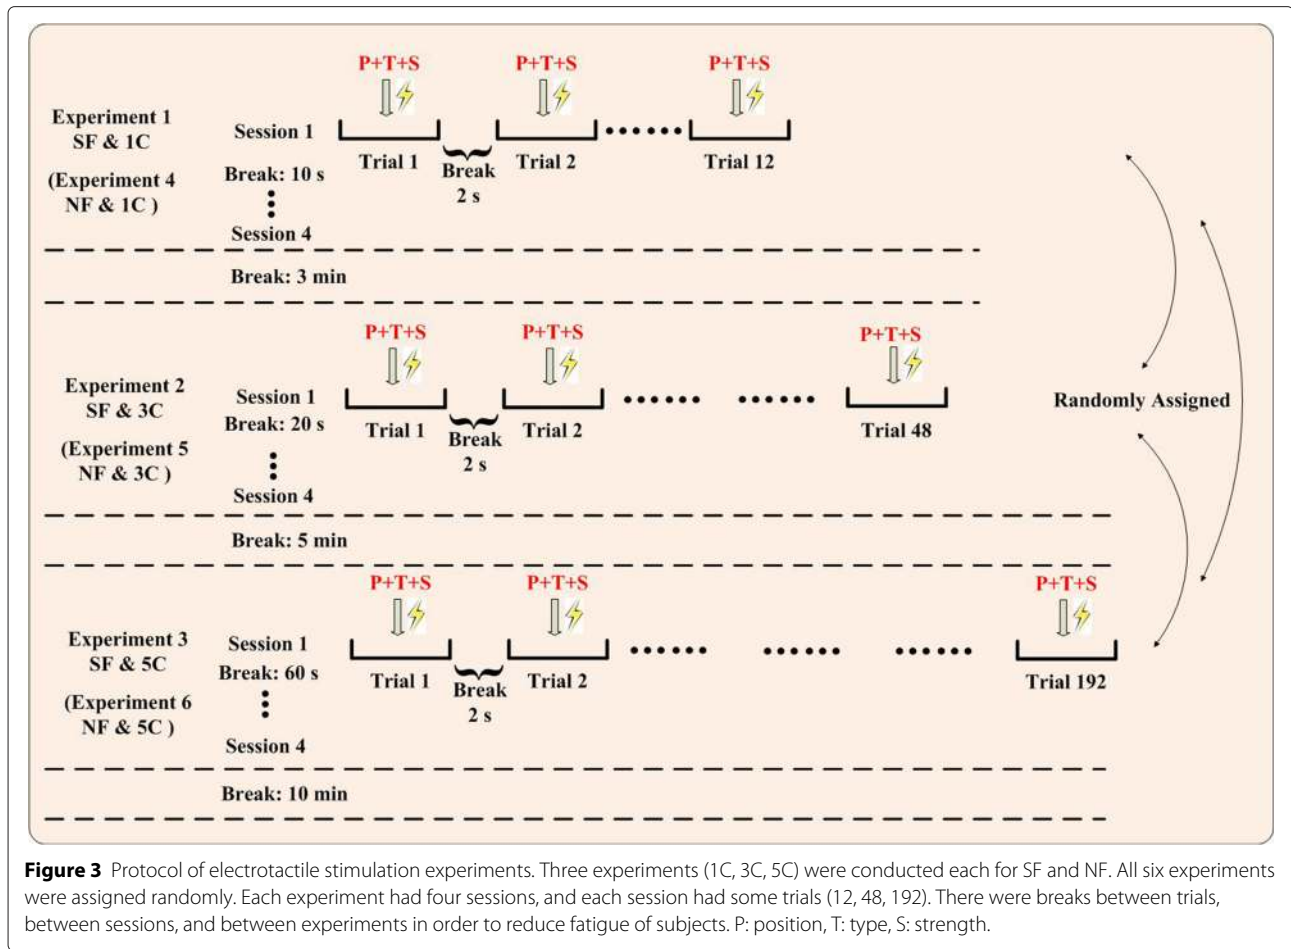 P+T+S P+T+S P+T+S
Experiment 1
SF & 1C
(Experiment 4
NF & 1C )
Session 1
Break: 10 s
Session 4
Trial 1
Break
2 s
Trial 2
Trial 12
Break: 3 min
P+T+S P+T+S P+T+S
Experiment 2
SF & 3C
(Experiment 5
NF & 3C )
Session 1
Break: 20 s
Session 4
Trial 1
Break
2 s
Trial 2
Trial 48
Randomly Assigned
Break: 5 min
P+T+S P+T+S P+T+S
Experiment 3
SF & 5C
(Experiment 6
NF & 5C )
Session 1
Break: 60 s
Session 4
Trial 1
Break
2 s
Trial 2
Trial 192
Break: 10 min
Figure 3 Protocol of electrotactile stimulation experiments. Three experiments (1C, 3C, 5C) were conducted each for SF and NF. All six experiments
were assigned randomly. Each experiment had four sessions, and each session had some trials (12, 48, 192). There were breaks between trials,
between sessions, and between experiments in order to reduce fatigue of subjects. P: position, T: type, S: strength.